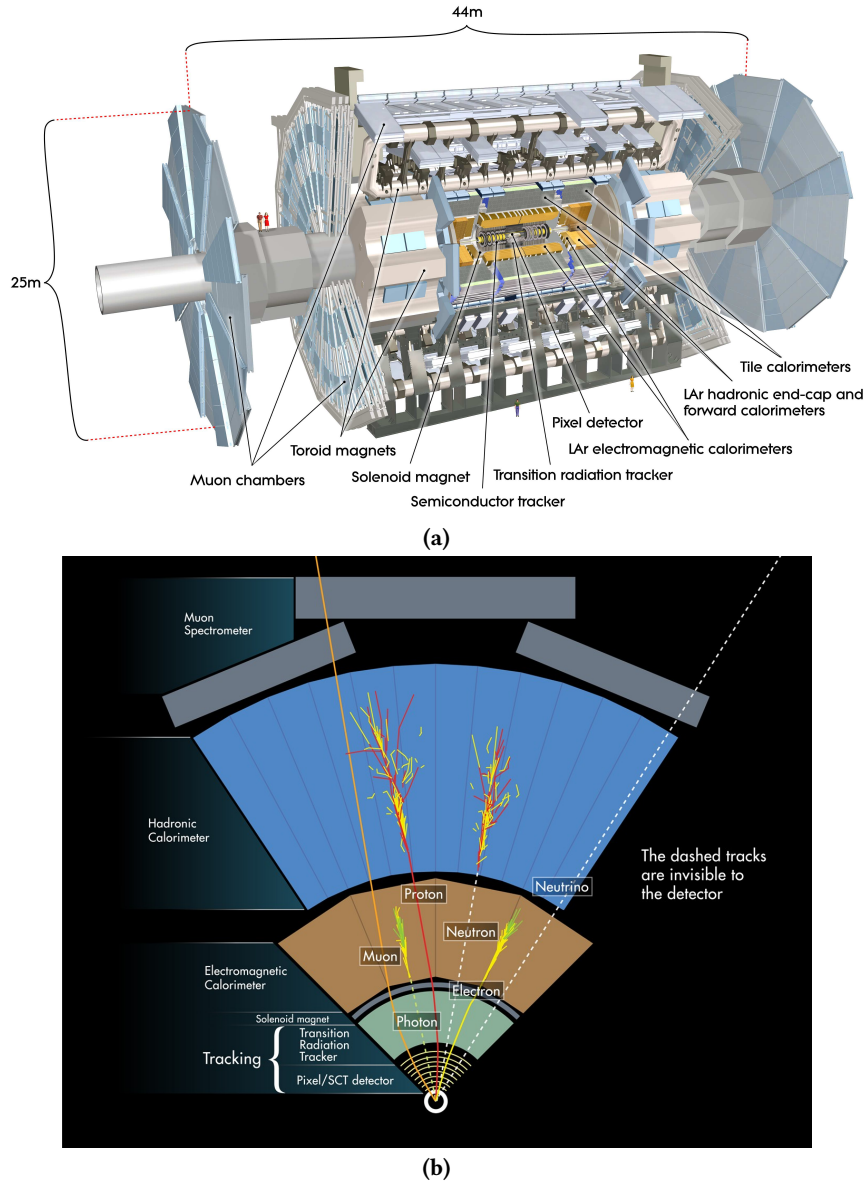 44m
25m
Tile calorimeters
LAr hadronic end-cap and
forward calorimeters
Pixel detector
LAr electromagnetic calorimeters
Toroid magnets
Solenoid magnet
Transition radiation tracker
Muon chambers
Semiconductor tracker
(a)
Muon
Spectrometer
Hadronic
Calorimeter
The dashed tracks
are invisible to
the detector
Neutrino
Proton
Neutron
Muon
Electromagnetic
Calorimeter
Electron
Solenoid magnet
Photon
Transition
Radiation
Tracker
Tracking
Pixel/SCT detector
(b)